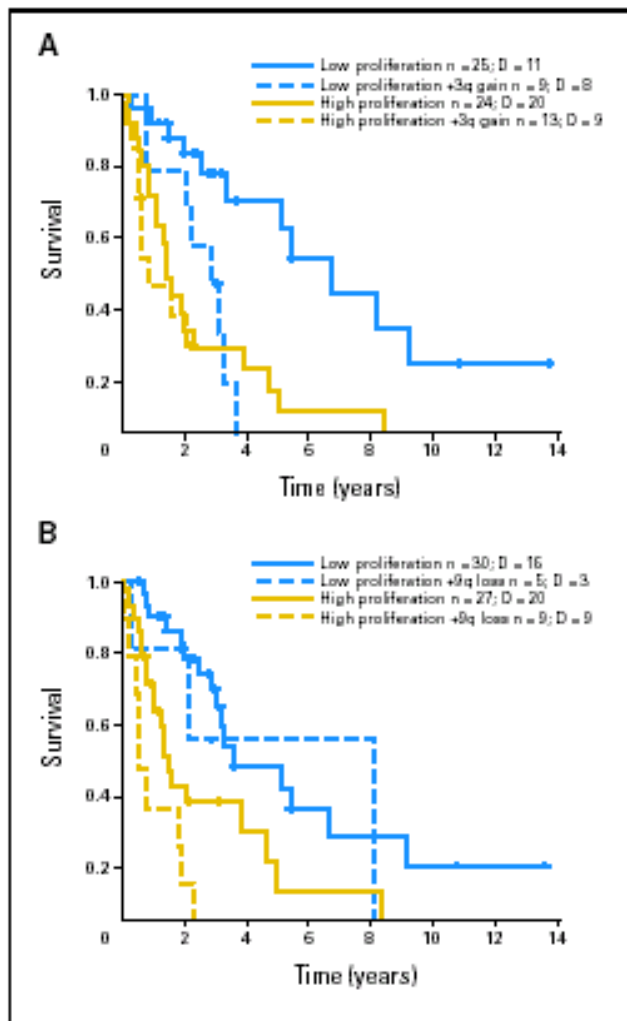 A
Low proliferation n = 25; D = 11
Low proliferation +3q gain n = 9; D = 8
High proliferation n = 24; D = 20
High proliferation +3q gain n = 13; D = 9
1.0
0.8
0.6
0.4
0.2
Survival
0 2 4 6 8 10 12 14
Time (years)
B
Low proliferation n = 30; D = 16
Low proliferation +9q loss n = 5; D = 3
High proliferation n = 27; D = 20
High proliferation +9q loss n = 9; D = 9
1.0
0.8
0.6
0.4
0.2
Survival
0 2 4 6 8 10 12 14
Time (years)